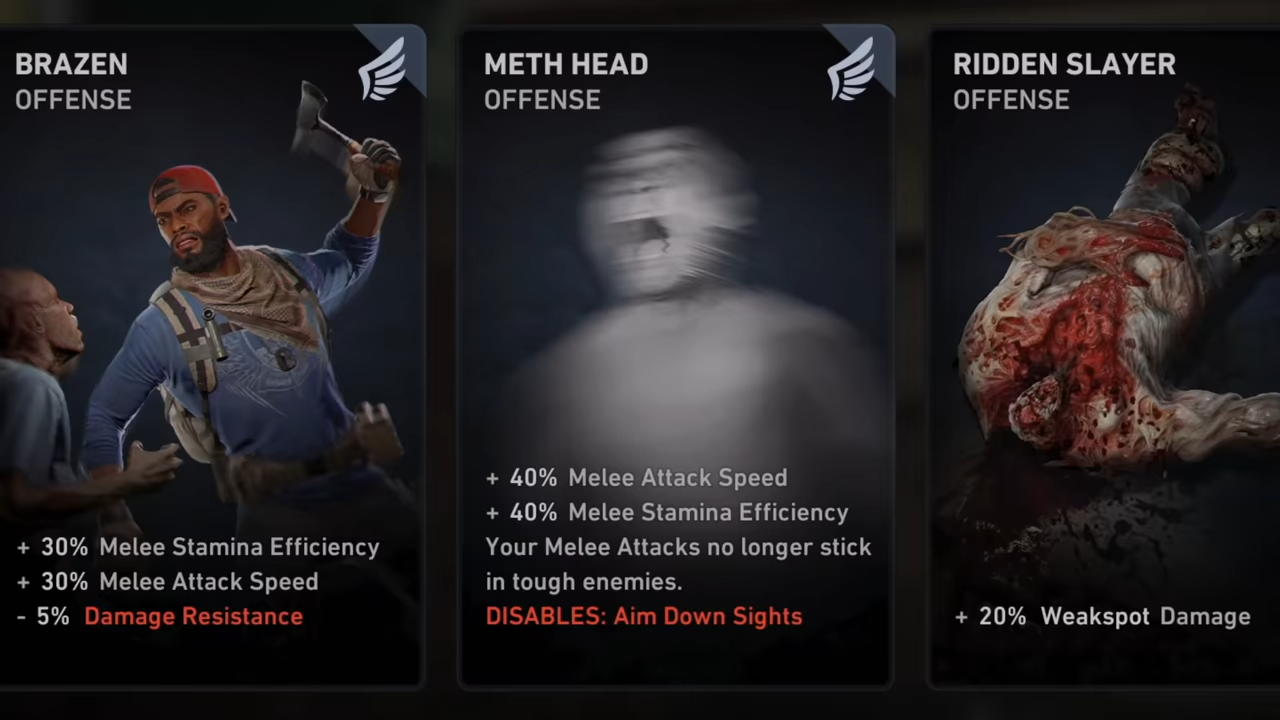 BRAZEN
OFFENSE
+ 30% Melee Stamina Efficiency
+ 30% Melee Attack Speed
- 5% Damage Resistance
METH HEAD
OFFENSE
+ 40% Melee Attack Speed
+ 40% Melee Stamina Efficiency
Your Melee Attacks no longer stick
in tough enemies.
DISABLES: Aim Down Sights
RIDDEN SLAYER
OFFENSE
+ 20% Weakspot Damage